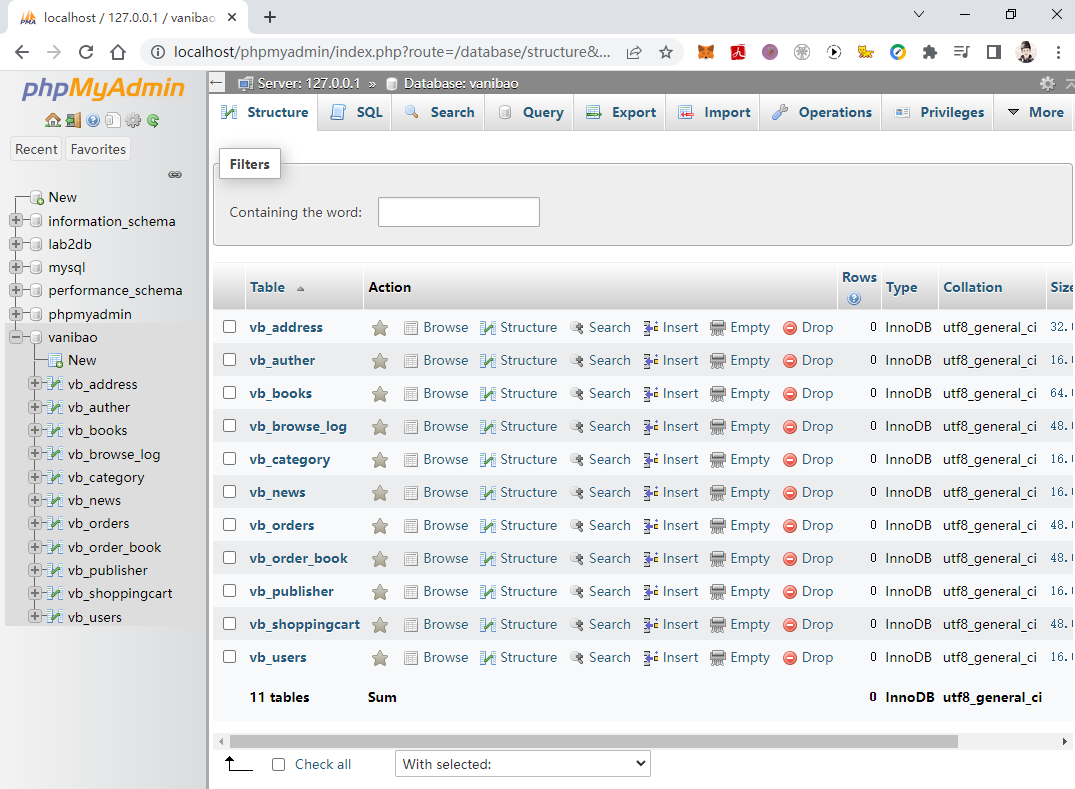 localhost / 127.0.0.1 / vanibao
localhost/phpmyadmin/index.php?route=/database/structure&...
phpMyAdmin
Recent Favorites
New
information_schema
lab2db
mysql
performance_schema
phpmyadmin
vanibao
New
vb_address
vb_auther
vb_books
vb_browse_log
vb_category
vb_news
vb_orders
vb_order_book
vb_publisher
vb_shoppingcart
vb_users
Server: 127.0.0.1 » Database: vanibao
Structure SQL Search Query Export Import Operations Privileges More
Filters
Containing the word:
Table Action Rows Type Collation Size
vb_address Browse Structure Search Insert Empty Drop 0 InnoDB utf8_general_ci 32.
vb_auther Browse Structure Search Insert Empty Drop 0 InnoDB utf8_general_ci 16.
vb_books Browse Structure Search Insert Empty Drop 0 InnoDB utf8_general_ci 64.
vb_browse_log Browse Structure Search Insert Empty Drop 0 InnoDB utf8_general_ci 48.
vb_category Browse Structure Search Insert Empty Drop 0 InnoDB utf8_general_ci 16.
vb_news Browse Structure Search Insert Empty Drop 0 InnoDB utf8_general_ci 16.
vb_orders Browse Structure Search Insert Empty Drop 0 InnoDB utf8_general_ci 48.
vb_order_book Browse Structure Search Insert Empty Drop 0 InnoDB utf8_general_ci 48.
vb_publisher Browse Structure Search Insert Empty Drop 0 InnoDB utf8_general_ci 16.
vb_shoppingcart Browse Structure Search Insert Empty Drop 0 InnoDB utf8_general_ci 48.
vb_users Browse Structure Search Insert Empty Drop 0 InnoDB utf8_general_ci 16.
11 tables Sum 0 InnoDB utf8_general_ci
Check all With selected: